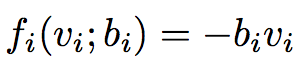 f_i(v_i; b_i) = −b_i v_i